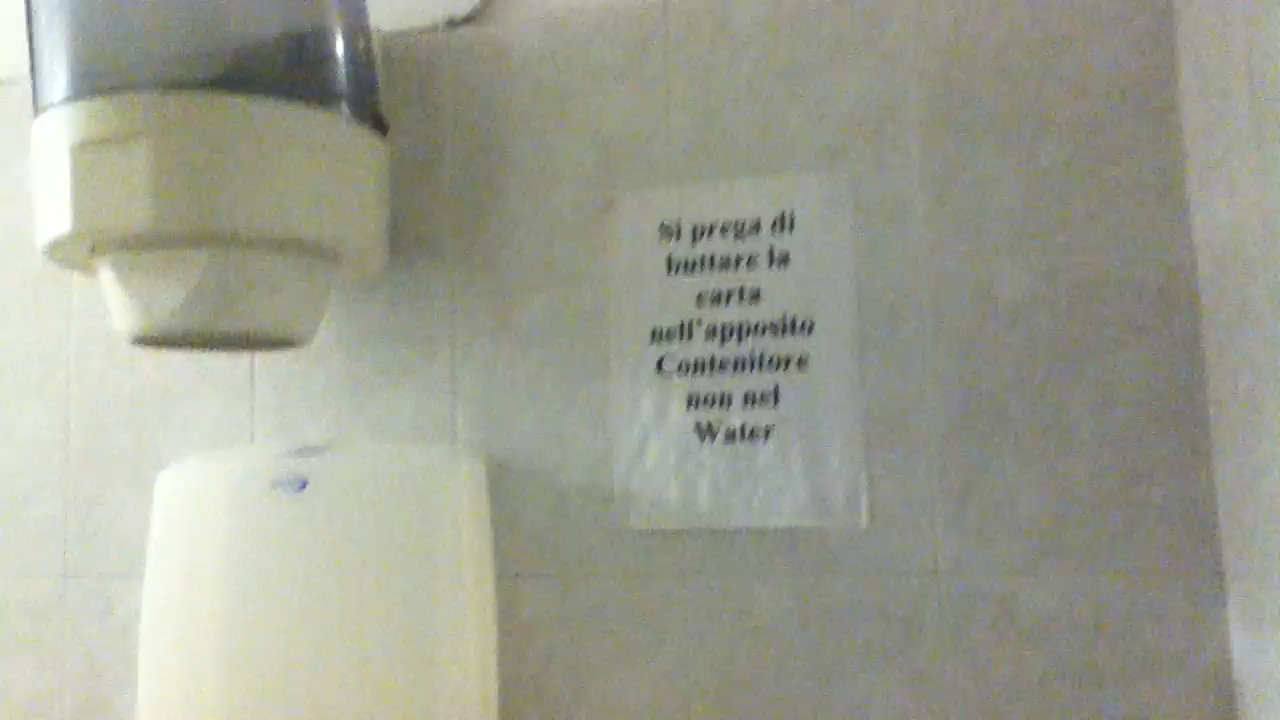 Si prega di
buttare la
carta
nell'apposito
Contenitore
non nel
Water